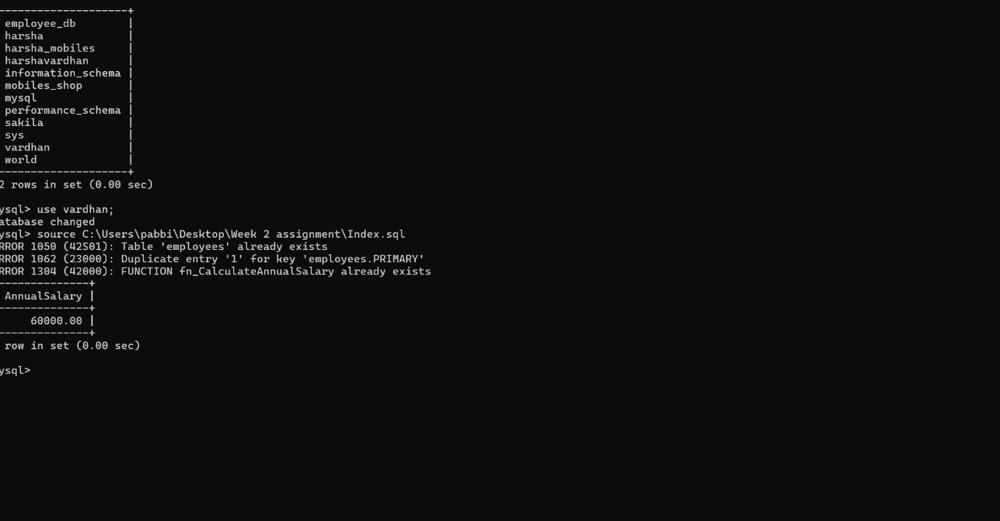 --------------------+
employee_db |
harsha |
harsha_mobiles |
harshavardhan |
information_schema |
mobiles_shop |
mysql |
performance_schema |
sakila |
sys |
vardhan |
world |
--------------------+
2 rows in set (0.00 sec)
ysql> use vardhan;
atabase changed
ysql> source C:\Users\pabbi\Desktop\Week 2 assignment\Index.sql
RROR 1050 (42S01): Table 'employees' already exists
RROR 1062 (23000): Duplicate entry '1' for key 'employees.PRIMARY'
RROR 1304 (42000): FUNCTION fn_CalculateAnnualSalary already exists
--------------+
AnnualSalary |
--------------+
60000.00 |
--------------+
row in set (0.00 sec)
ysql>